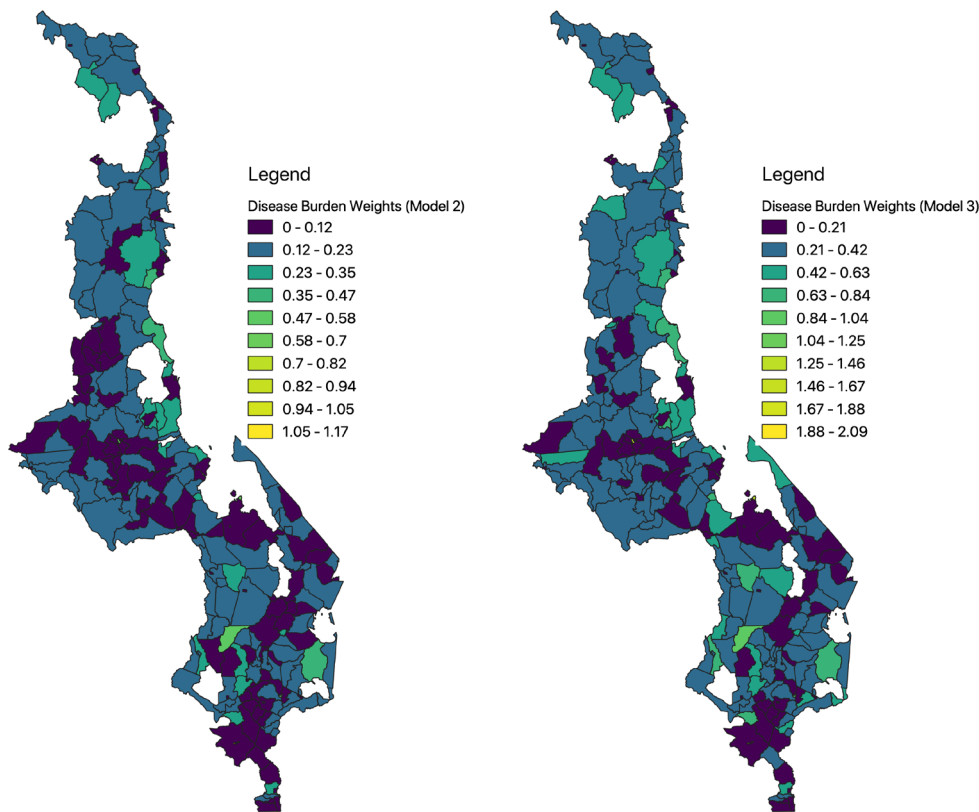 Legend
Disease Burden Weights (Model 2)
0 - 0.12
0.12 - 0.23
0.23 - 0.35
0.35 - 0.47
0.47 - 0.58
0.58 - 0.7
0.7 - 0.82
0.82 - 0.94
0.94 - 1.05
1.05 - 1.17
Legend
Disease Burden Weights (Model 3)
0 - 0.21
0.21 - 0.42
0.42 - 0.63
0.63 - 0.84
0.84 - 1.04
1.04 - 1.25
1.25 - 1.46
1.46 - 1.67
1.67 - 1.88
1.88 - 2.09